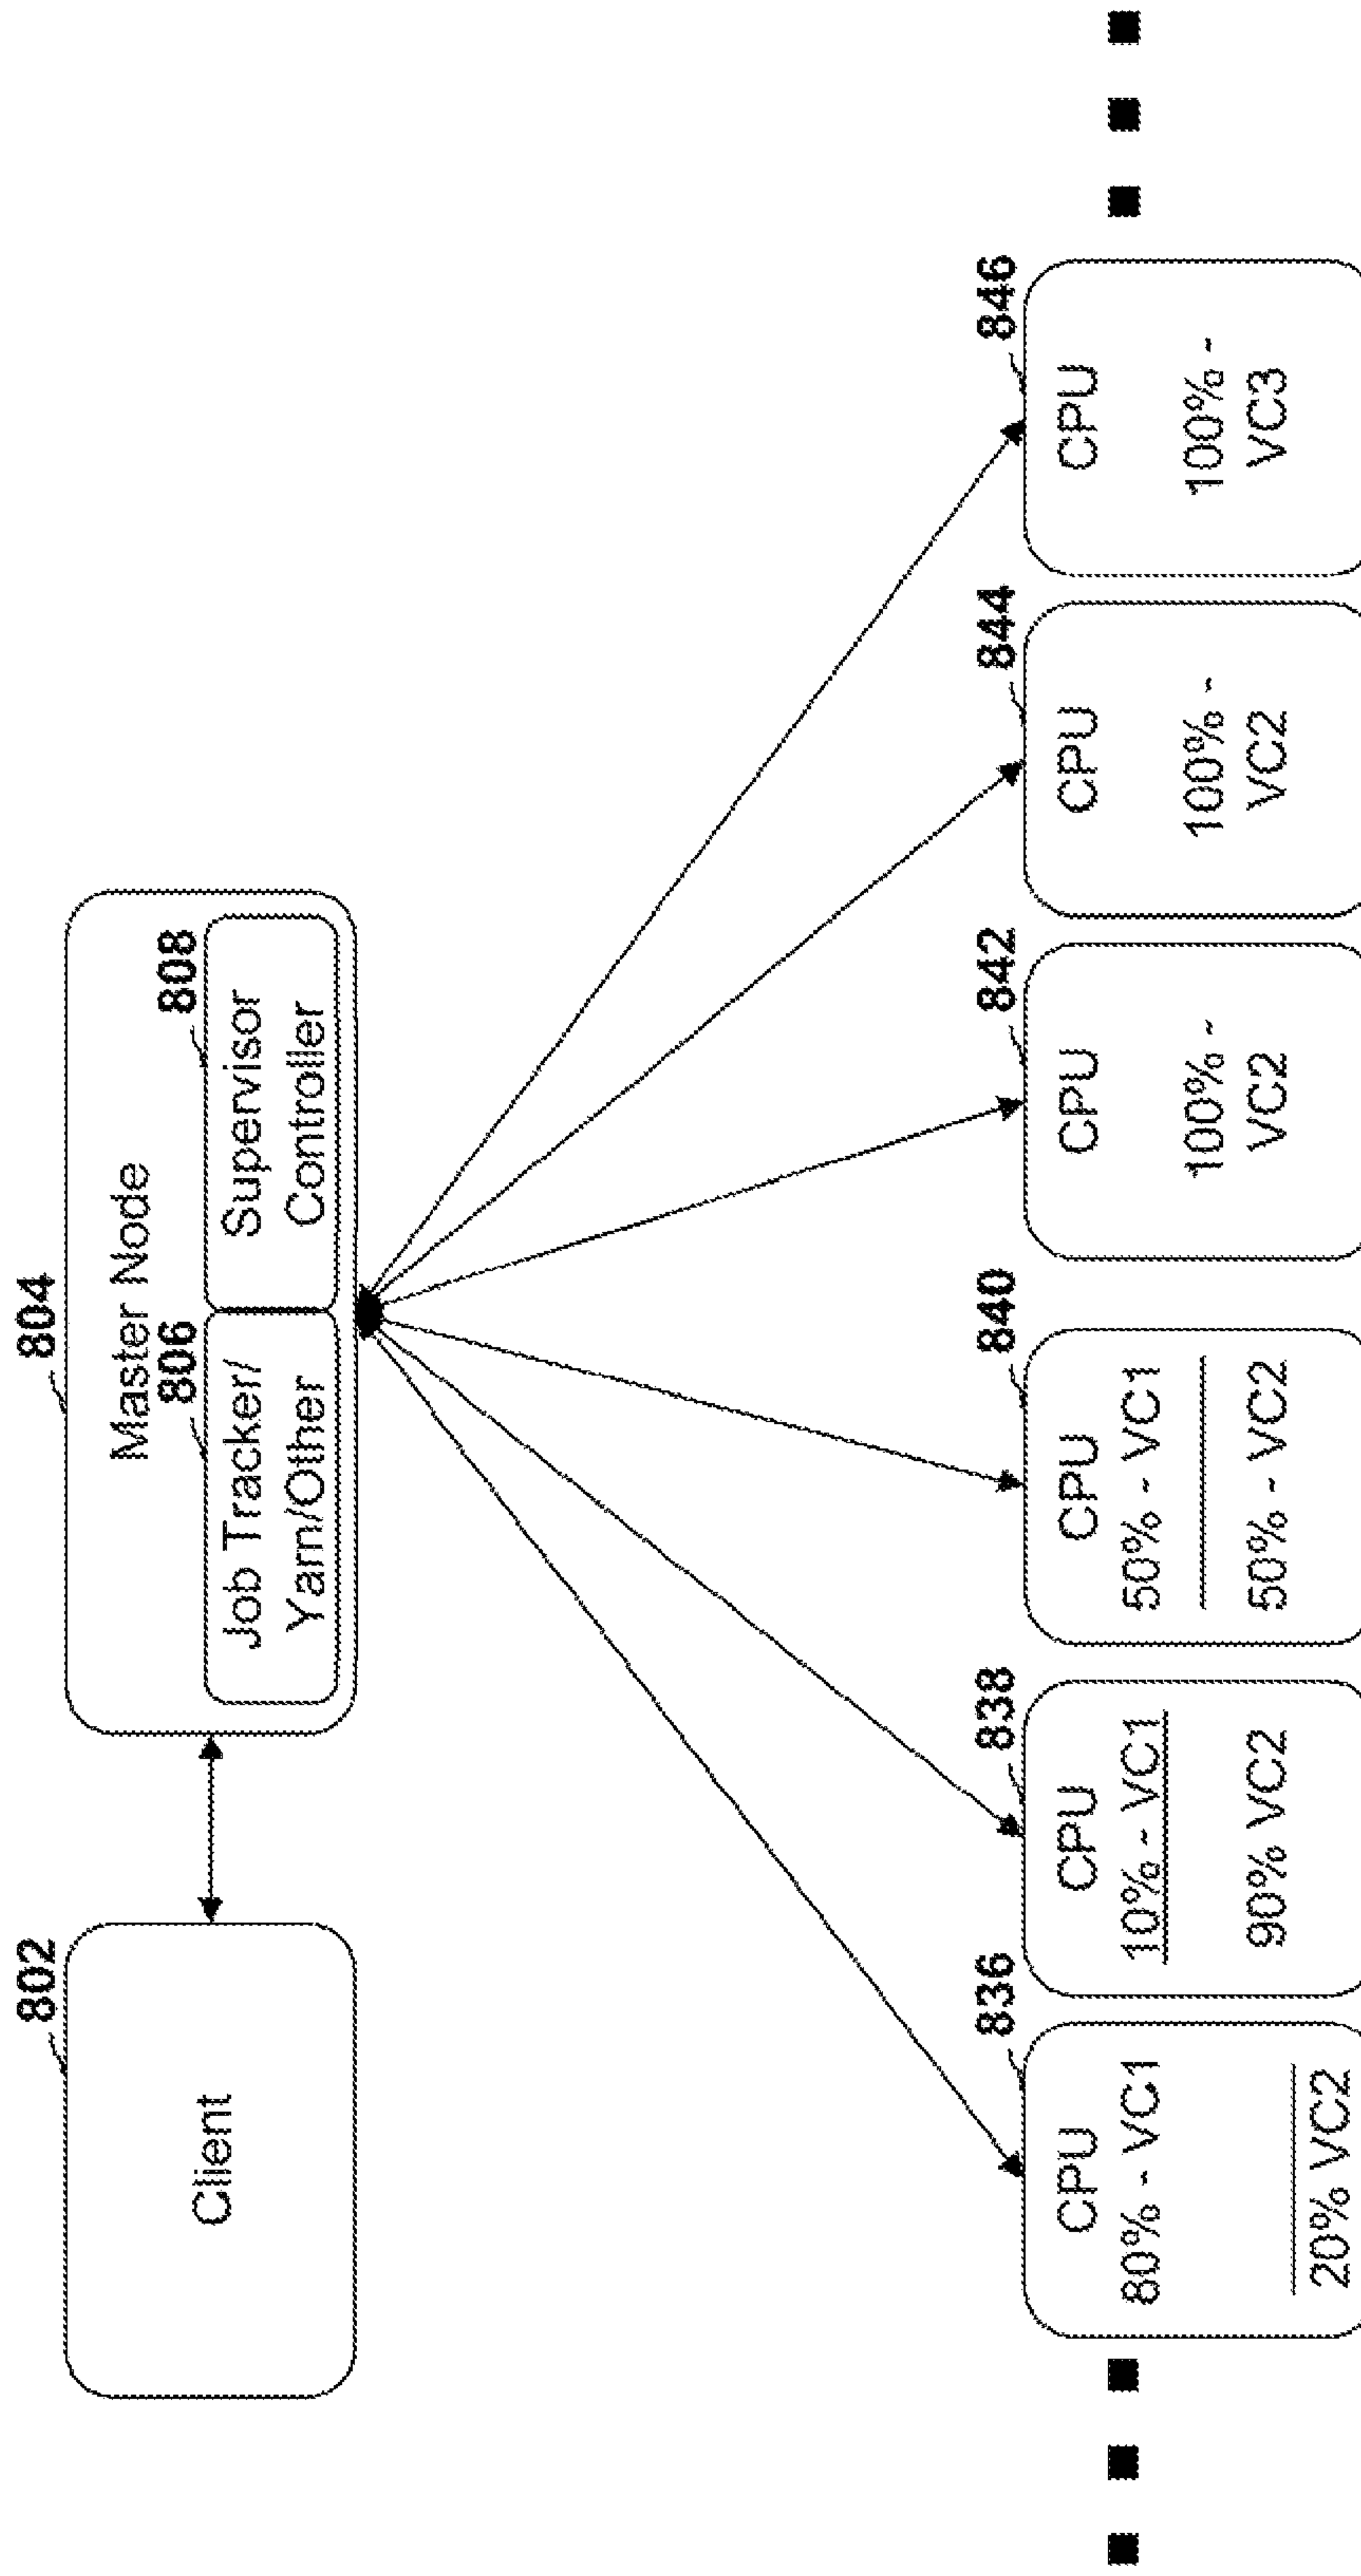 802
Client
804
Master Node
806
Job Tracker/
Yarn/Other
808
Supervisor
Controller
836
CPU
80% - VC1
20% VC2
838
CPU
10% - VC1
90% VC2
840
CPU
50% - VC1
50% - VC2
842
CPU
100% -
VC2
844
CPU
100% -
VC2
846
CPU
100% -
VC3